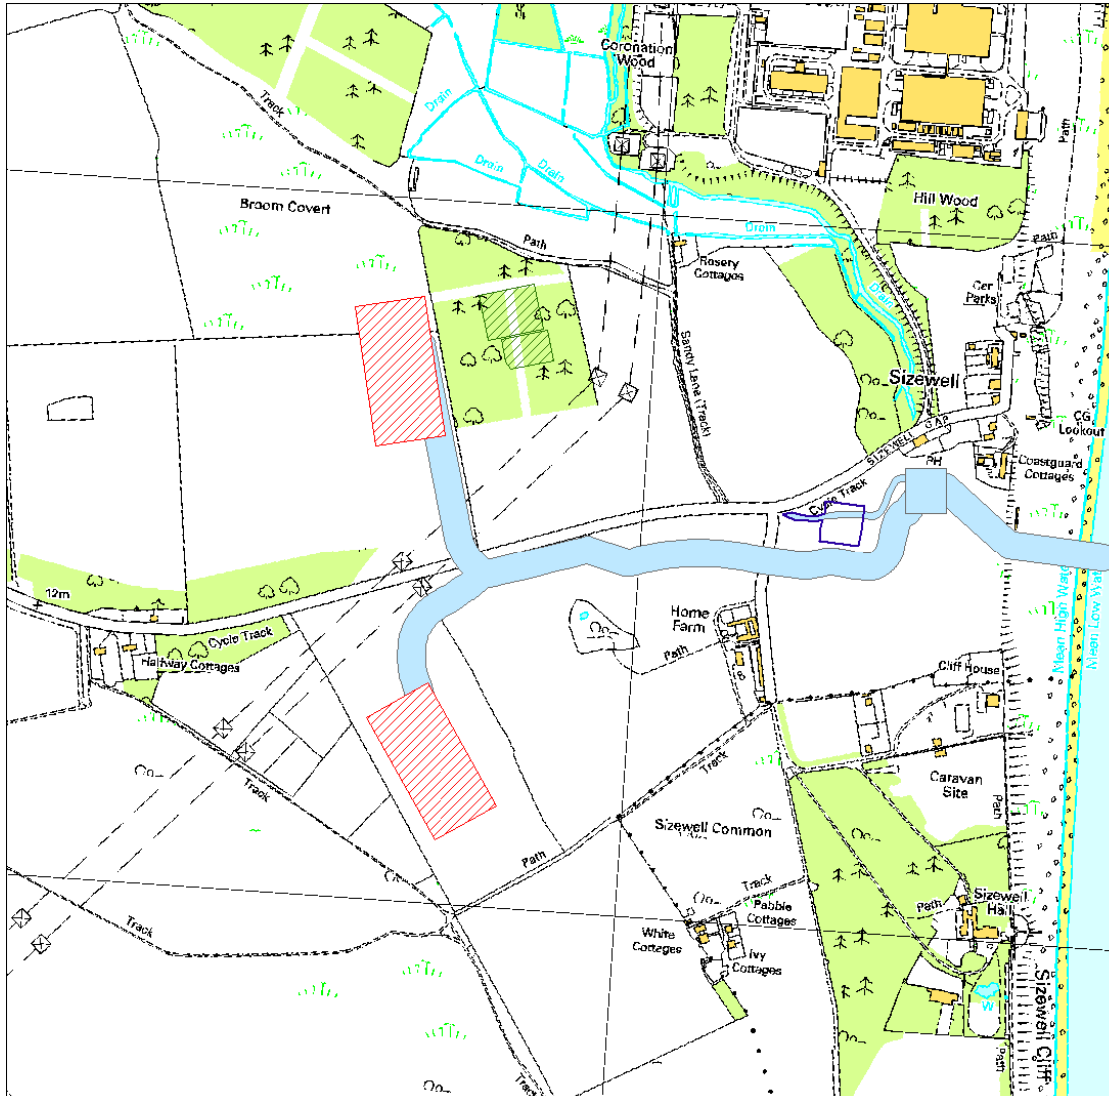 Coronation
Wood
Track
Drain
Drain
Drain
Broom Covert
Hill Wood
Path
Path
Drain
Path
Rosery
Cottages
Drain
Car
Parks
Sandy Lane (Track)
Sizewell
CG
Lookout
SIZEWELL GAP
PH
Coastguard
Cottages
Cycle Track
12m
Cycle Track
Halfway Cottages
Home
Farm
Path
Mean High Wat
Mean Low Wat
Cliff House
Track
Track
Caravan
Site
Path
Sizewell Common
Path
Track
Pebble
Cottages
Path
Sizewell
Hall
Track
White
Cottages
Ivy
Cottages
W
Sizewell Cliff
Path
Track